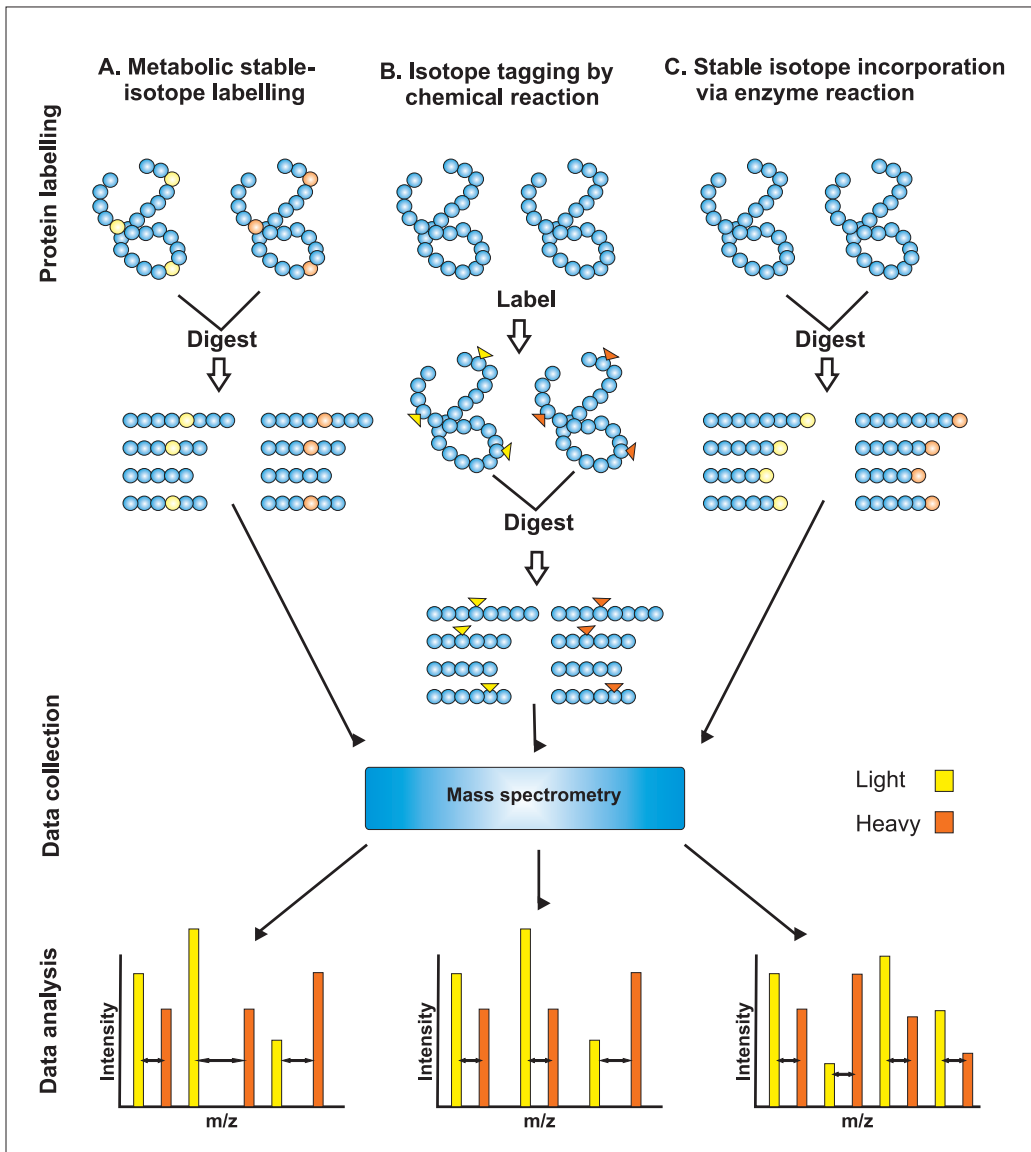 A. Metabolic stable-
isotope labelling
B. Isotope tagging by
chemical reaction
C. Stable isotope incorporation
via enzyme reaction
Protein labelling
Label
Digest
Digest
Digest
Data collection
Mass spectrometry
Light
Heavy
Data analysis
Intensity
m/z
Intensity
m/z
Intensity
m/z